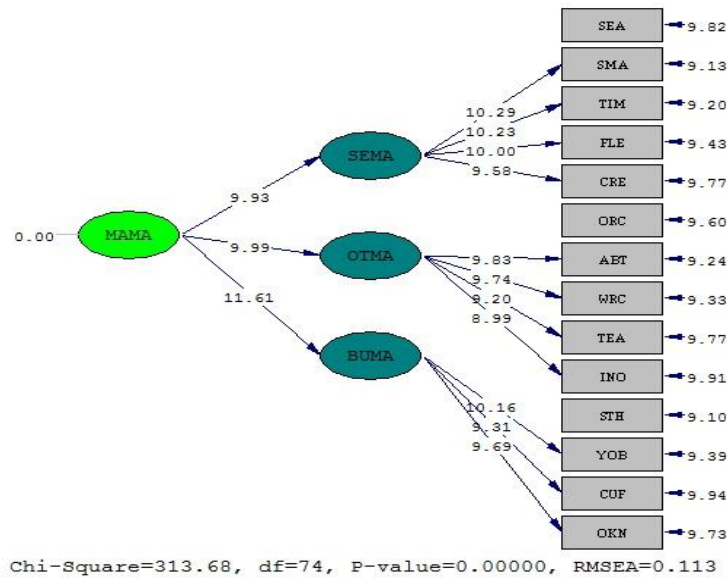 SEA 9.82
SMA 9.13
10.29 TIM 9.20
10.23
SEMA 10.00 FLE 9.43
9.58 CRE 9.77
9.93
0.00 MAMA ORC 9.60
9.99 OTMA 9.83 ABT 9.24
9.74 WRC 9.33
11.61 9.20
8.99 TEA 9.77
BUMA INO 9.91
10.16 STH 9.10
9.31
9.69 YOB 9.39
CUF 9.94
OKN 9.73
Chi-Square=313.68, df=74, P-value=0.00000, RMSEA=0.113